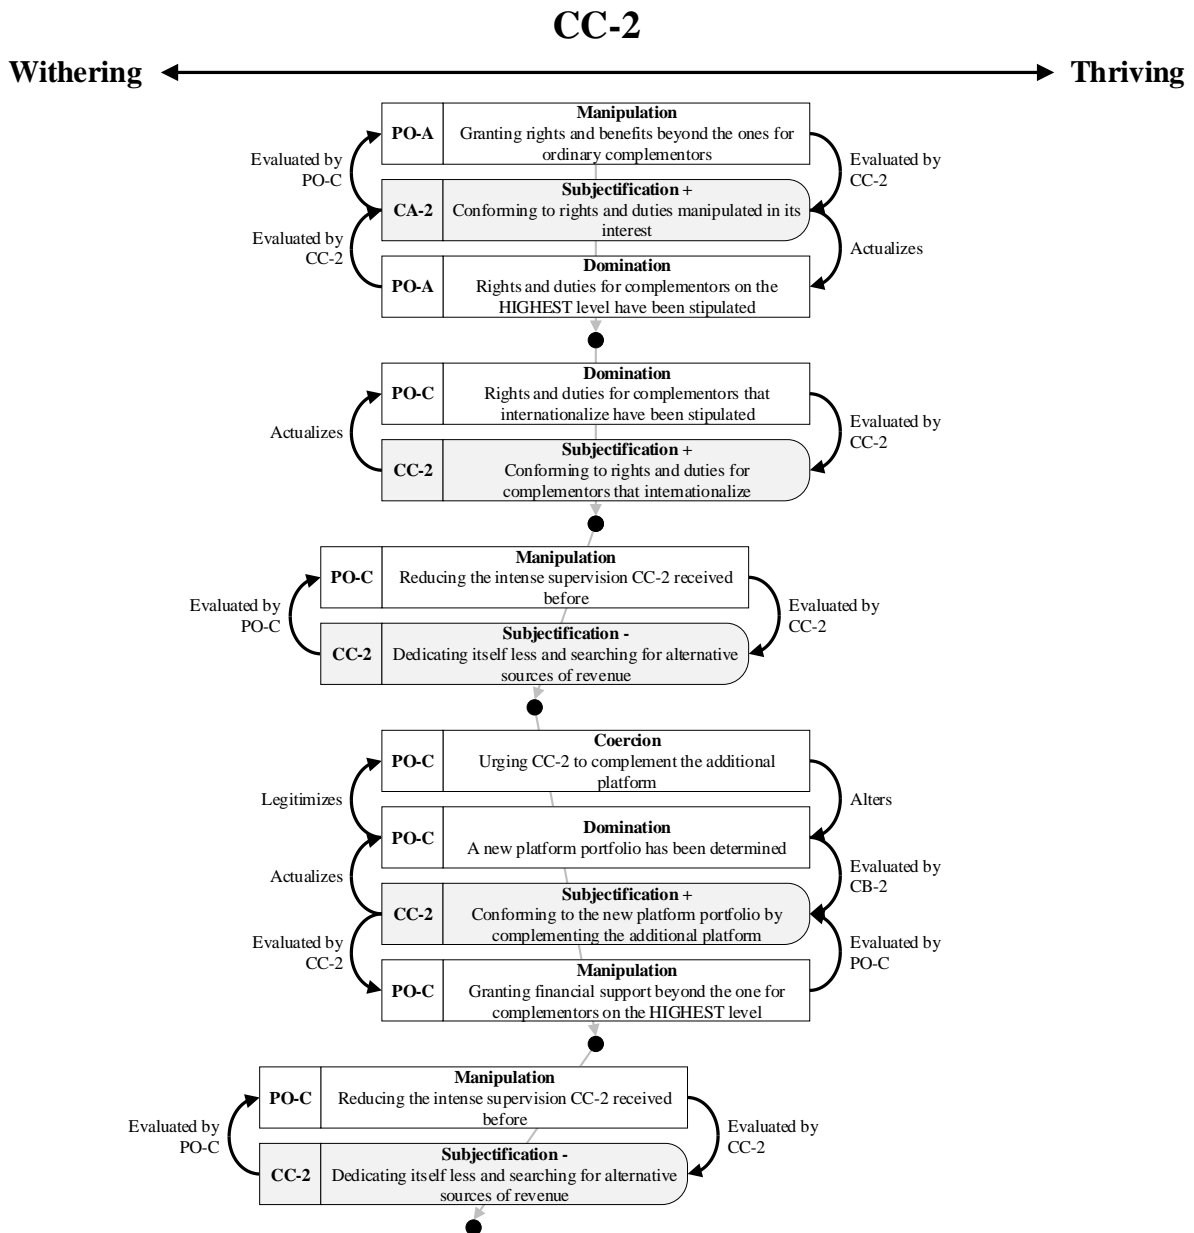 CC-2
Withering
Thriving
Manipulation
PO-A
Granting rights and benefits beyond the ones for
ordinary complementors
Evaluated by
PO-C
Evaluated by
CC-2
Subjectification +
CA-2
Conforming to rights and duties manipulated in its
interest
Evaluated by
CC-2
Actualizes
Domination
PO-A
Rights and duties for complementors on the
HIGHEST level have been stipulated
Domination
PO-C
Rights and duties for complementors that
internationalize have been stipulated
Actualizes
Evaluated by
CC-2
Subjectification +
CC-2
Conforming to rights and duties for
complementors that internationalize
Manipulation
PO-C
Reducing the intense supervision CC-2 received
before
Evaluated by
PO-C
Evaluated by
CC-2
Subjectification -
CC-2
Dedicating itself less and searching for alternative
sources of revenue
Coercion
PO-C
Urging CC-2 to complement the additional
platform
Legitimizes
Alters
Domination
PO-C
A new platform portfolio has been determined
Actualizes
Evaluated by
CB-2
Subjectification +
CC-2
Conforming to the new platform portfolio by
complementing the additional platform
Evaluated by
CC-2
Evaluated by
PO-C
Manipulation
PO-C
Granting financial support beyond the one for
complementors on the HIGHEST level
Manipulation
PO-C
Reducing the intense supervision CC-2 received
before
Evaluated by
PO-C
Evaluated by
CC-2
Subjectification -
CC-2
Dedicating itself less and searching for alternative
sources of revenue